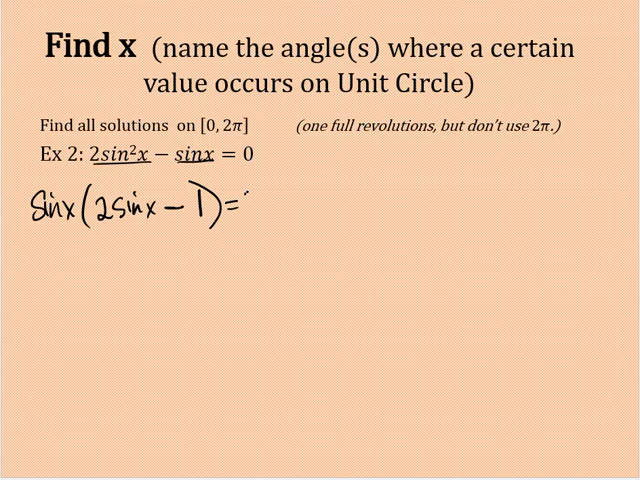 Find x (name the angle(s) where a certain
value occurs on Unit Circle)
Find all solutions on [0, 2π] (one full revolutions, but don't use 2π.)
Ex 2: 2sin²x − sinx = 0
sinx(2sinx − 1) =